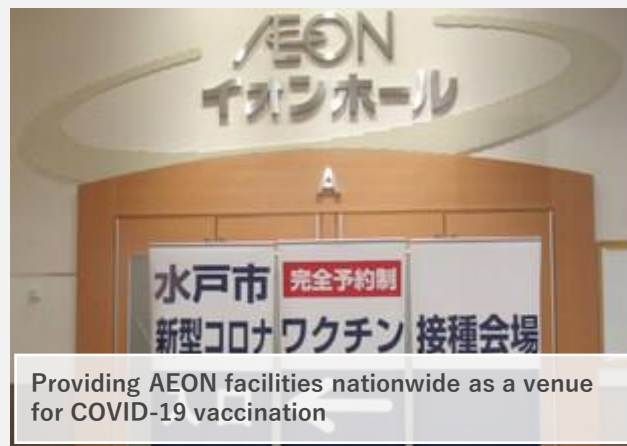 ÆON
イオンホール
A
水戸市 完全予約制
新型コロナワクチン 接種会場
Providing AEON facilities nationwide as a venue
for COVID-19 vaccination